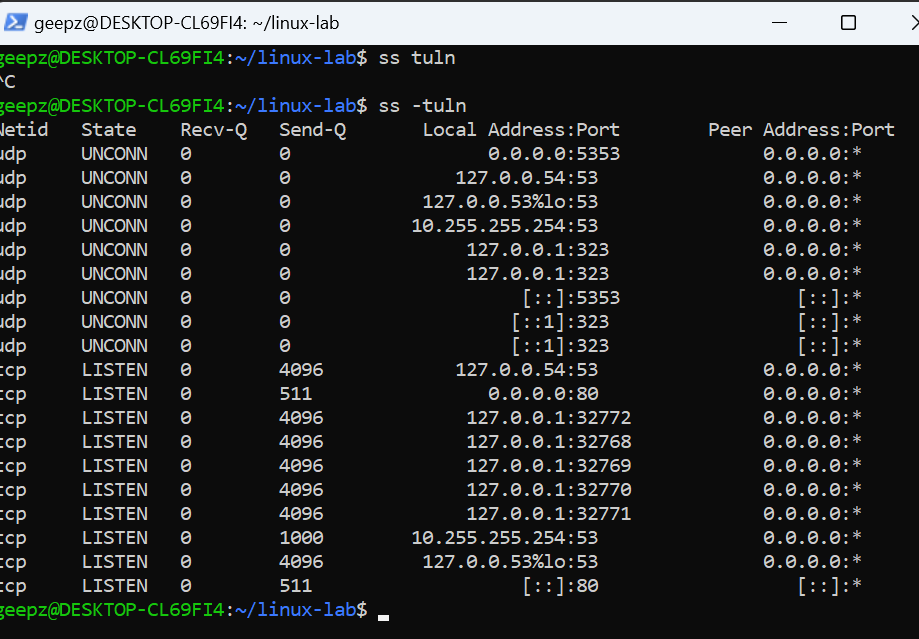 geepz@DESKTOP-CL69FI4: ~/linux-lab
geepz@DESKTOP-CL69FI4:~/linux-lab$ ss tuln
^C
geepz@DESKTOP-CL69FI4:~/linux-lab$ ss -tuln
Netid State Recv-Q Send-Q Local Address:Port Peer Address:Port
udp UNCONN 0 0 0.0.0.0:5353 0.0.0.0:*
udp UNCONN 0 0 127.0.0.54:53 0.0.0.0:*
udp UNCONN 0 0 127.0.0.53%lo:53 0.0.0.0:*
udp UNCONN 0 0 10.255.255.254:53 0.0.0.0:*
udp UNCONN 0 0 127.0.0.1:323 0.0.0.0:*
udp UNCONN 0 0 127.0.0.1:323 0.0.0.0:*
udp UNCONN 0 0 [::]:5353 [::]:*
udp UNCONN 0 0 [::1]:323 [::]:*
udp UNCONN 0 0 [::1]:323 [::]:*
tcp LISTEN 0 4096 127.0.0.54:53 0.0.0.0:*
tcp LISTEN 0 511 0.0.0.0:80 0.0.0.0:*
tcp LISTEN 0 4096 127.0.0.1:32772 0.0.0.0:*
tcp LISTEN 0 4096 127.0.0.1:32768 0.0.0.0:*
tcp LISTEN 0 4096 127.0.0.1:32769 0.0.0.0:*
tcp LISTEN 0 4096 127.0.0.1:32770 0.0.0.0:*
tcp LISTEN 0 4096 127.0.0.1:32771 0.0.0.0:*
tcp LISTEN 0 1000 10.255.255.254:53 0.0.0.0:*
tcp LISTEN 0 4096 127.0.0.53%lo:53 0.0.0.0:*
tcp LISTEN 0 511 [::]:80 [::]:*
geepz@DESKTOP-CL69FI4:~/linux-lab$